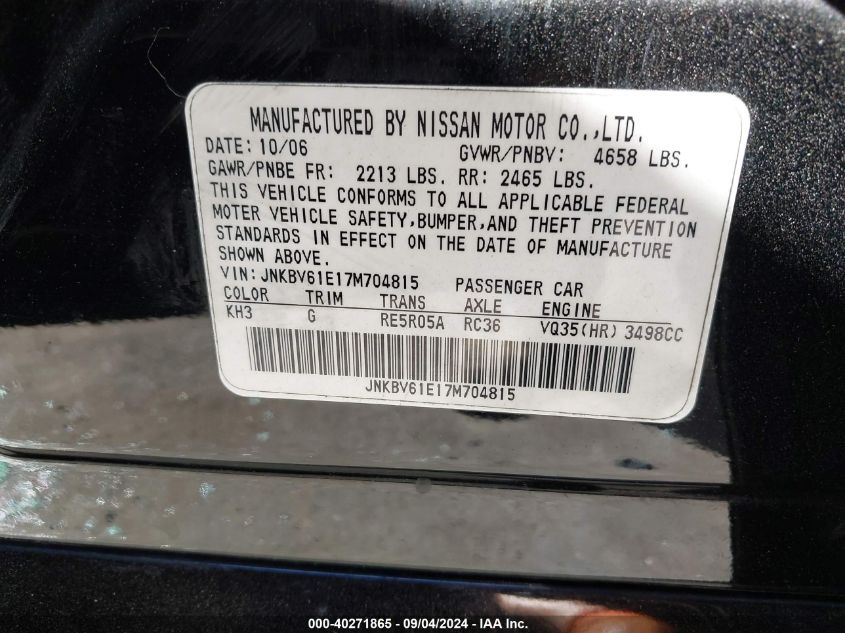 MANUFACTURED BY NISSAN MOTOR CO.,LTD.
DATE: 10/06 GVWR/PNBV: 4658 LBS.
GAWR/PNBE FR: 2213 LBS. RR: 2465 LBS.
THIS VEHICLE CONFORMS TO ALL APPLICABLE FEDERAL
MOTER VEHICLE SAFETY,BUMPER,AND THEFT PREVENTION
STANDARDS IN EFFECT ON THE DATE OF MANUFACTURE
SHOWN ABOVE.
VIN: JNKBV61E17M704815 PASSENGER CAR
COLOR TRIM TRANS AXLE ENGINE
KH3 G RE5R05A RC36 VQ35(HR) 3498CC
JNKBV61E17M704815
000-40271865 - 09/04/2024 - IAA Inc.